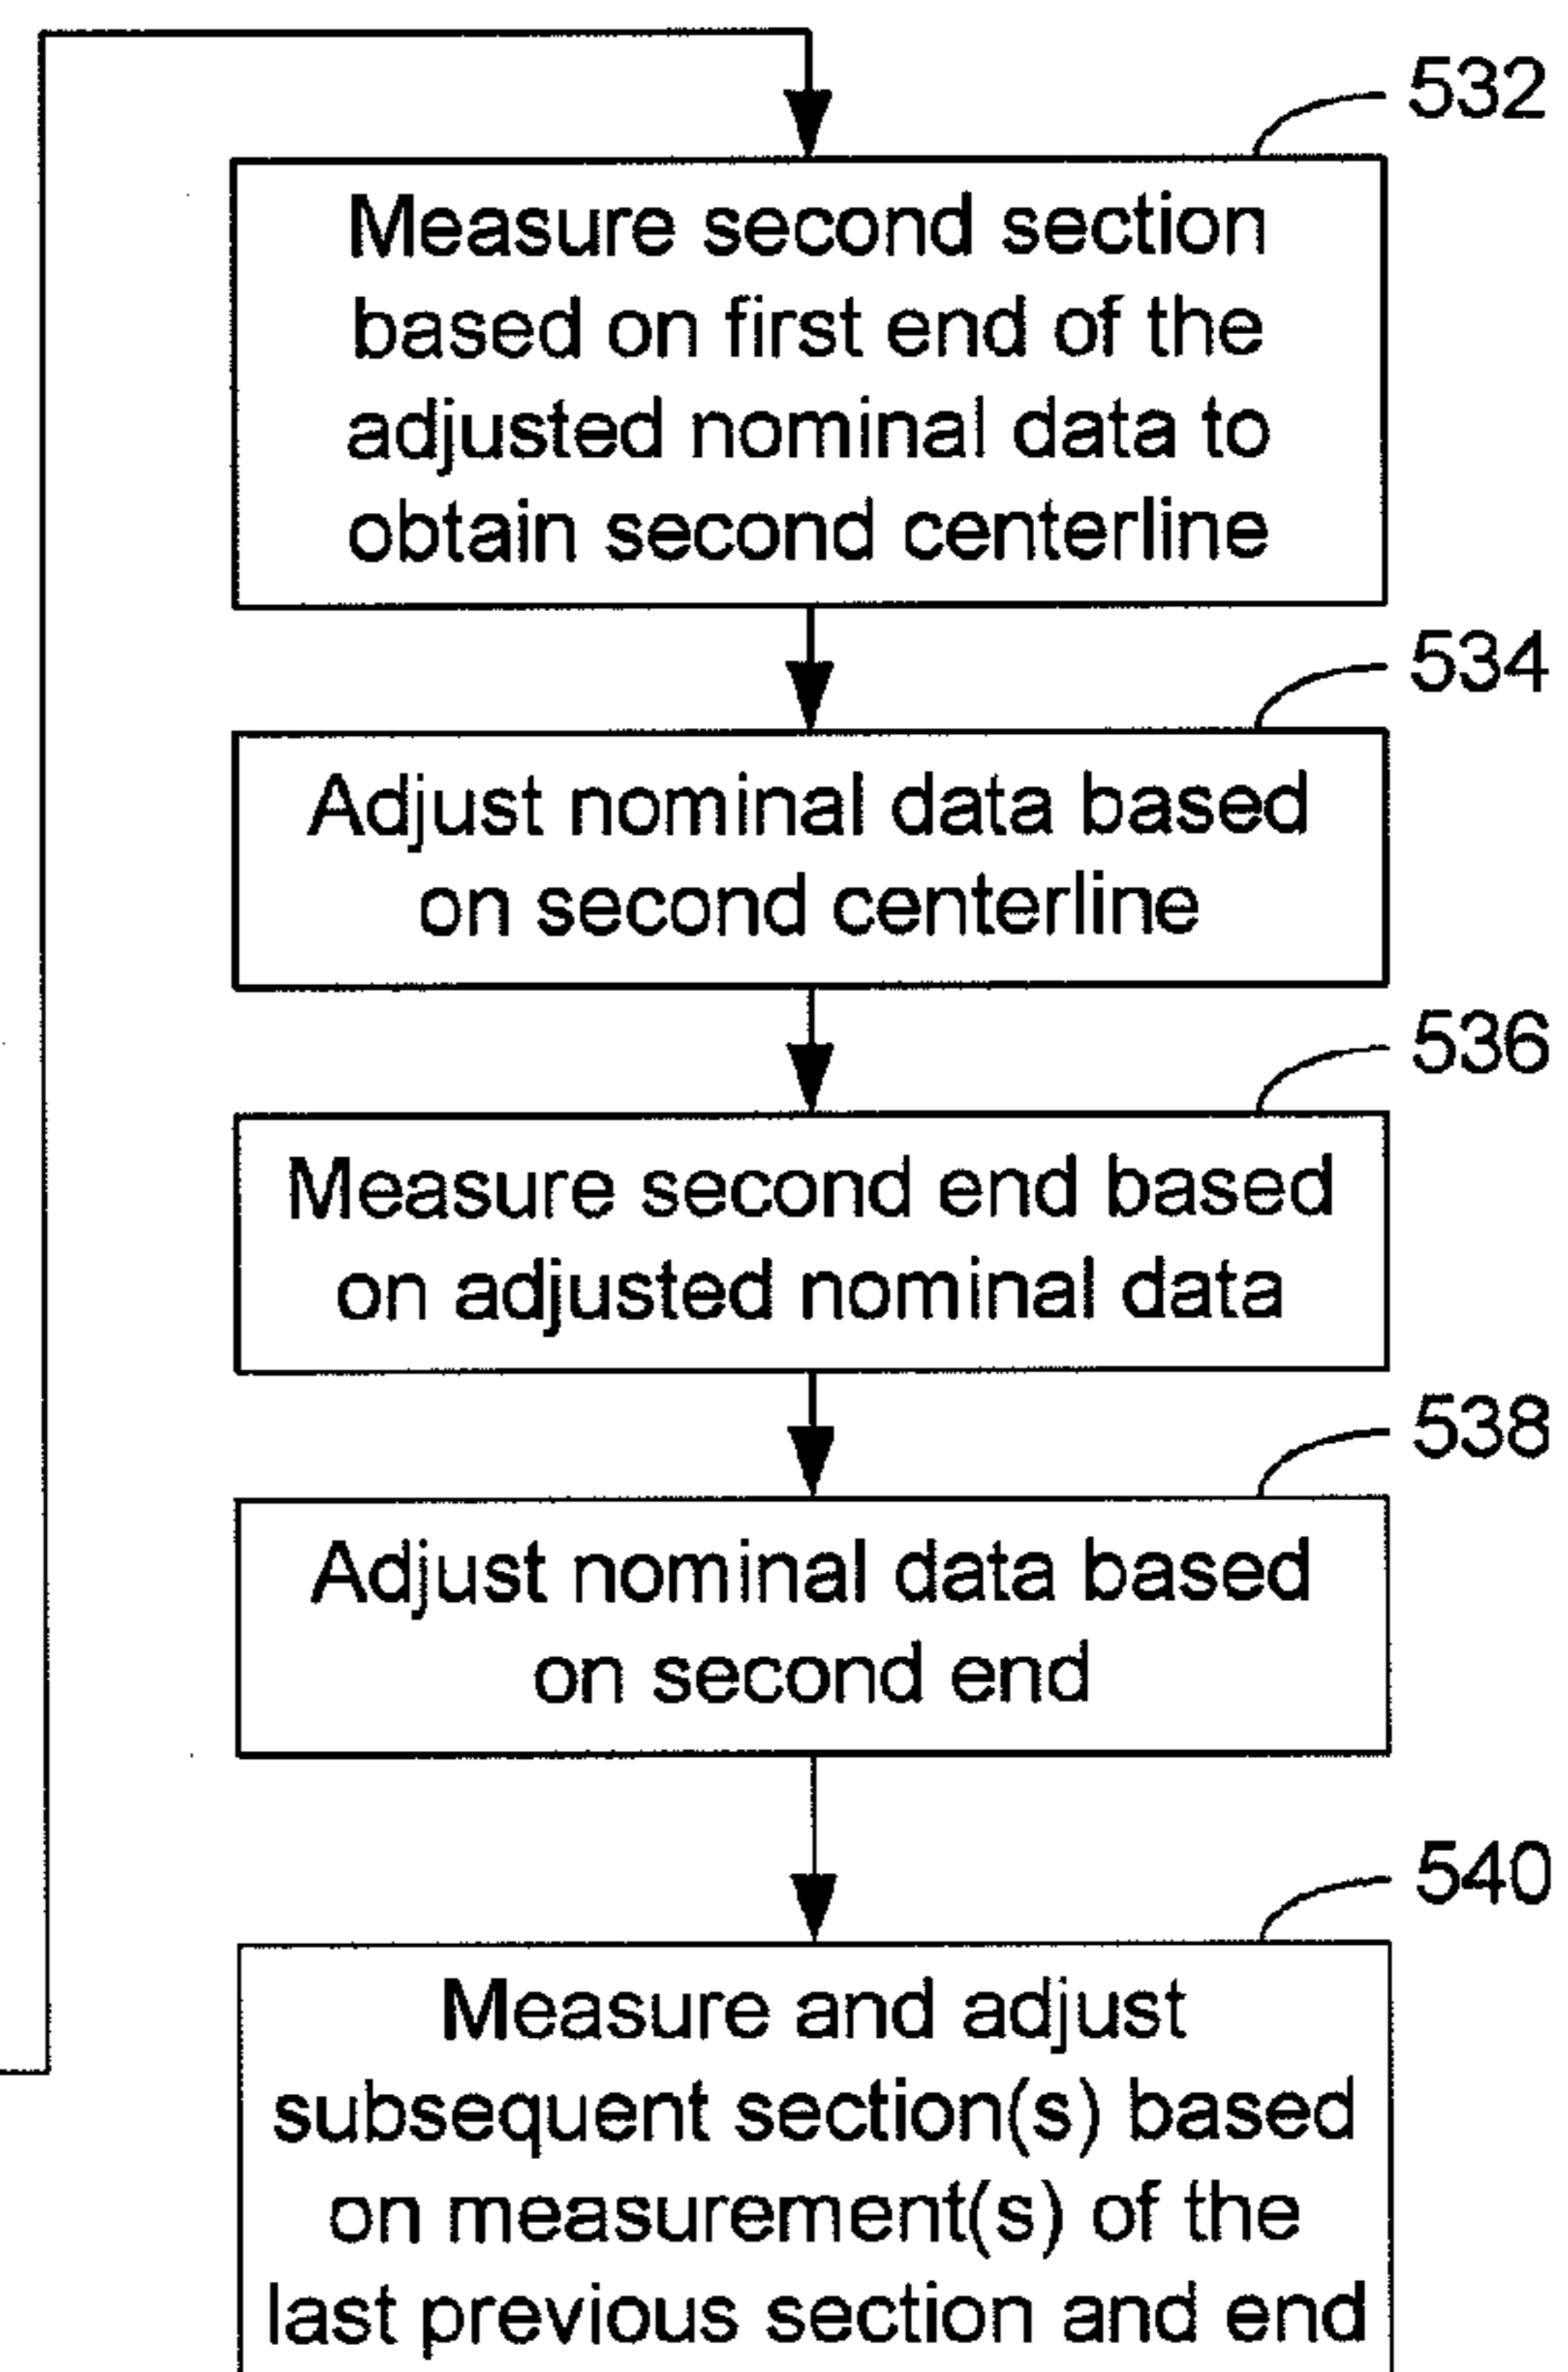 532
Measure second section
based on first end of the
adjusted nominal data to
obtain second centerline
534
Adjust nominal data based
on second centerline
536
Measure second end based
on adjusted nominal data
538
Adjust nominal data based
on second end
540
Measure and adjust
subsequent section(s) based
on measurement(s) of the
last previous section and end